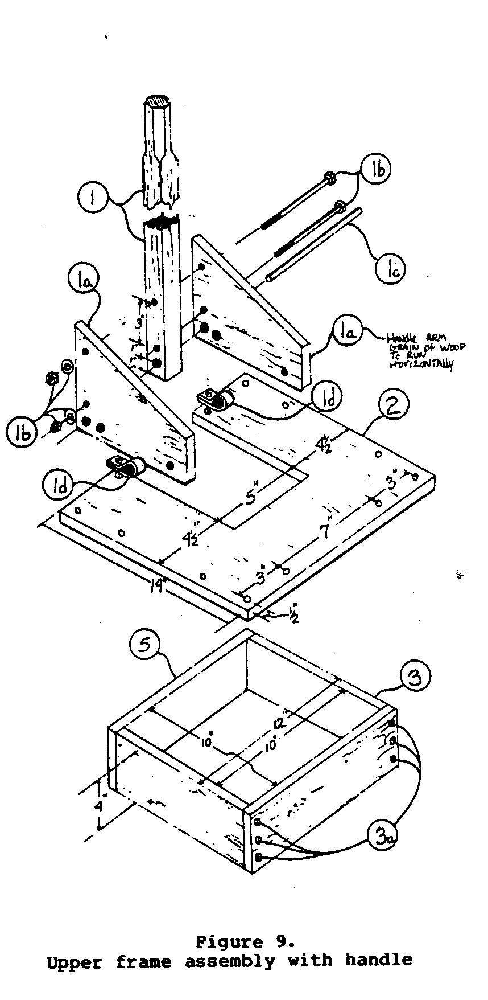 1b
1
1c
1a
3"
1a
HANDLE ARM
GRAIN of WOOD
TO RUN
HORIZONTALLY
1"
1"
1d
2
1b
4½"
3"
1d
5"
7"
4½"
3"
14"
½"
5
3
12"
10"
10"
4"
3a
Figure 9.
Upper frame assembly with handle